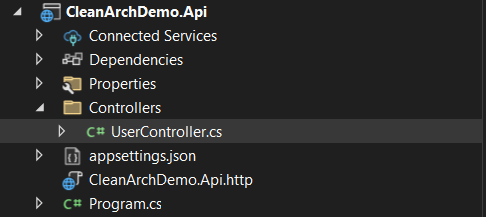 CleanArchDemo.Api
Connected Services
Dependencies
Properties
Controllers
C# UserController.cs
appsettings.json
CleanArchDemo.Api.http
C# Program.cs